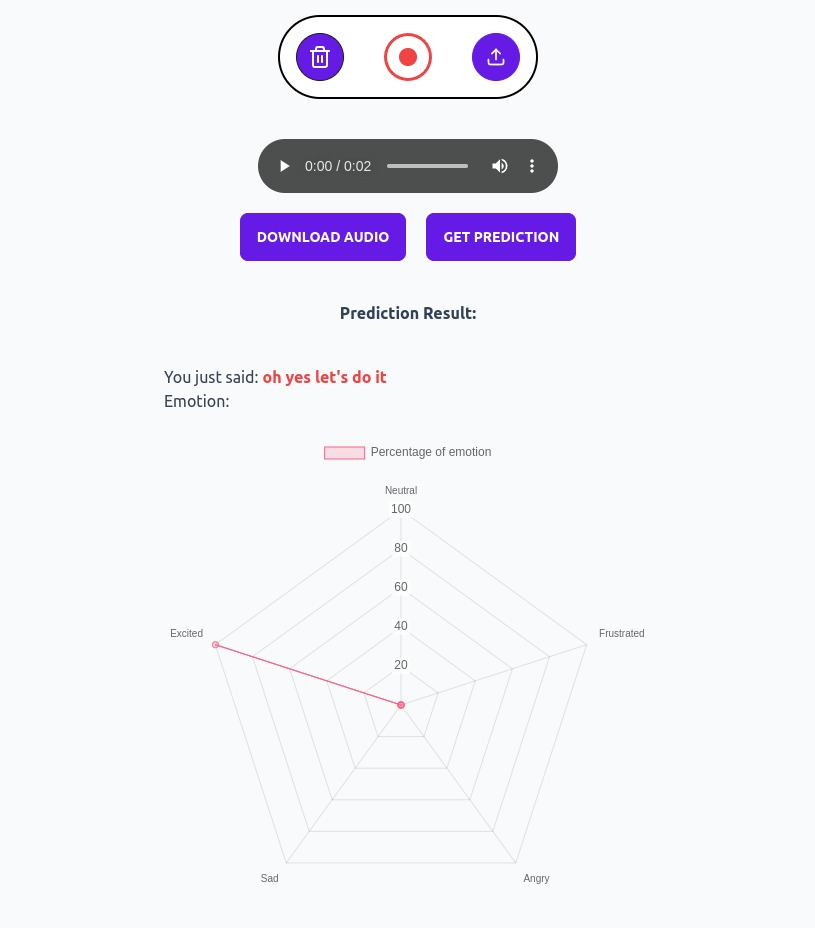 0:00 / 0:02
DOWNLOAD AUDIO GET PREDICTION
Prediction Result:
You just said: oh yes let's do it
Emotion:
Percentage of emotion
Neutral
100
80
60
40
20
Excited
Frustrated
Sad
Angry